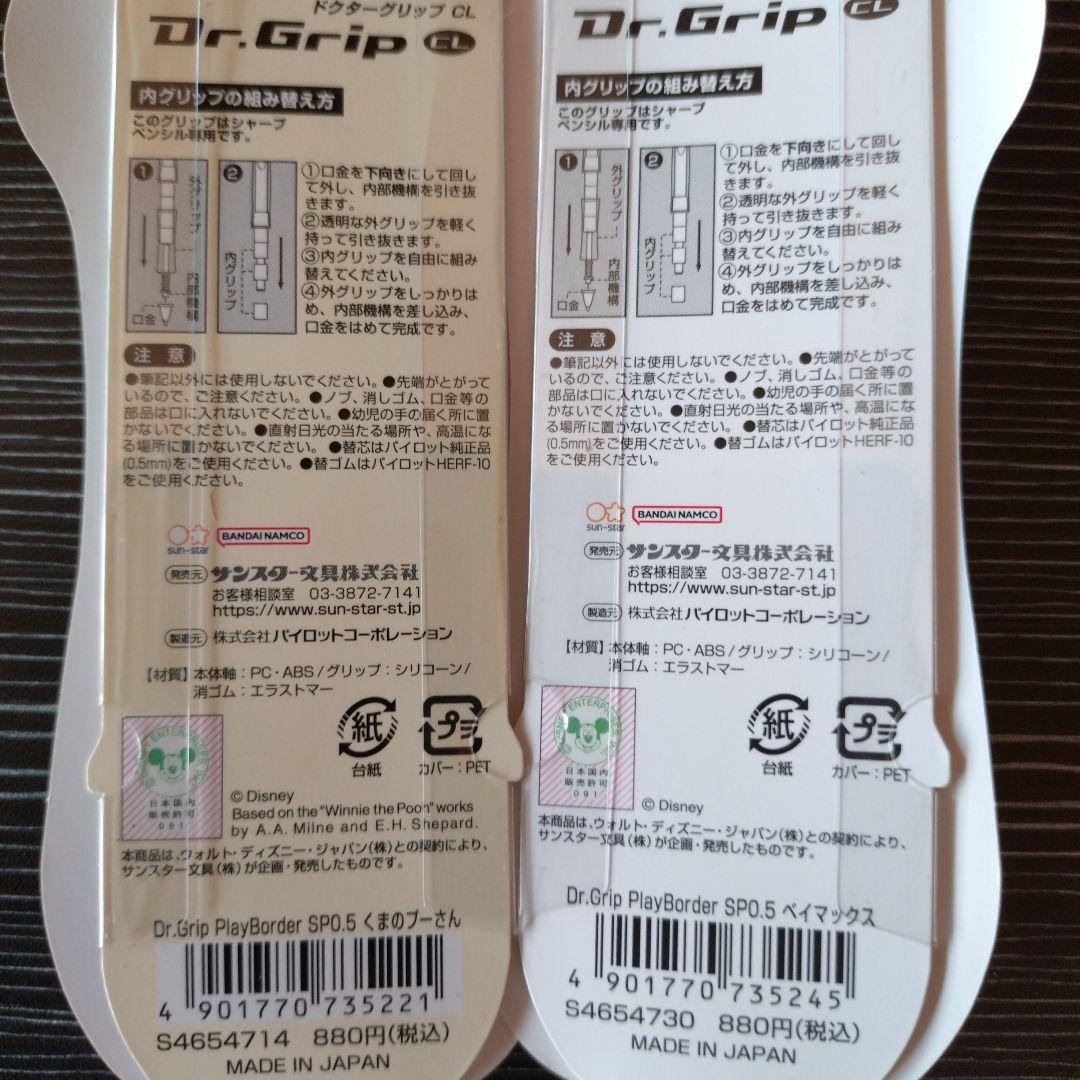 ドクターグリップ CL
Dr.Grip CL
内グリップの組み替え方
このグリップはシャープ
ペンシル専用です。
1
2
外グリップ
内部機構
口金
内グリップ
①口金を下向きにして回し
て外し、内部機構を引き抜
きます。
②透明な外グリップを軽く
持って引き抜きます。
③内グリップを自由に組み
替えてください。
④外グリップをしっかりは
め、内部機構を差し込み、
口金をはめて完成です。
注意
●筆記以外には使用しないでください。●先端がとがって
いるので、ご注意ください。●ノブ、消しゴム、口金等の
部品は口に入れないでください。●幼児の手の届く所に置
かないでください。●直射日光の当たる場所や、高温にな
る場所に置かないでください。●替芯はパイロット純正品
(0.5mm)をご使用ください。●替ゴムはパイロットHERF-10
をご使用ください。
sun-star
BANDAI NAMCO
発売元 サンスター文具株式会社
お客様相談室 03-3872-7141
https://www.sun-star-st.jp
製造元 株式会社パイロットコーポレーション
【材質】本体軸：PC・ABS/グリップ：シリコーン/
消ゴム：エラストマー
紙
台紙
プラ
カバー：PET
日本国内
販売許可
091
© Disney
Based on the "Winnie the Pooh" works
by A.A. Milne and E.H. Shepard.
本商品は、ウォルト・ディズニー・ジャパン(株)との契約により、
サンスター文具(株)が企画・発売したものです。
Dr.Grip PlayBorder SP0.5 くまのプーさん
4 901770 735221
S4654714 880円(税込)
MADE IN JAPAN
Dr.Grip CL
内グリップの組み替え方
このグリップはシャープ
ペンシル専用です。
1
2
外グリップ
内部機構
口金
内グリップ
①口金を下向きにして回し
て外し、内部機構を引き抜
きます。
②透明な外グリップを軽く
持って引き抜きます。
③内グリップを自由に組み
替えてください。
④外グリップをしっかりは
め、内部機構を差し込み、
口金をはめて完成です。
注意
●筆記以外には使用しないでください。●先端がとがって
いるので、ご注意ください。●ノブ、消しゴム、口金等の
部品は口に入れないでください。●幼児の手の届く所に置
かないでください。●直射日光の当たる場所や、高温にな
る場所に置かないでください。●替芯はパイロット純正品
(0.5mm)をご使用ください。●替ゴムはパイロットHERF-10
をご使用ください。
sun-star
BANDAI NAMCO
発売元 サンスター文具株式会社
お客様相談室 03-3872-7141
https://www.sun-star-st.jp
製造元 株式会社パイロットコーポレーション
【材質】本体軸：PC・ABS/グリップ：シリコーン/
消ゴム：エラストマー
紙
台紙
プラ
カバー：PET
ENTERPRISES
日本国内
販売許可
091
© Disney
本商品は、ウォルト・ディズニー・ジャパン(株)との契約により、
サンスター文具(株)が企画・発売したものです。
Dr.Grip PlayBorder SP0.5 ベイマックス
4 901770 735245
S4654730 880円(税込)
MADE IN JAPAN